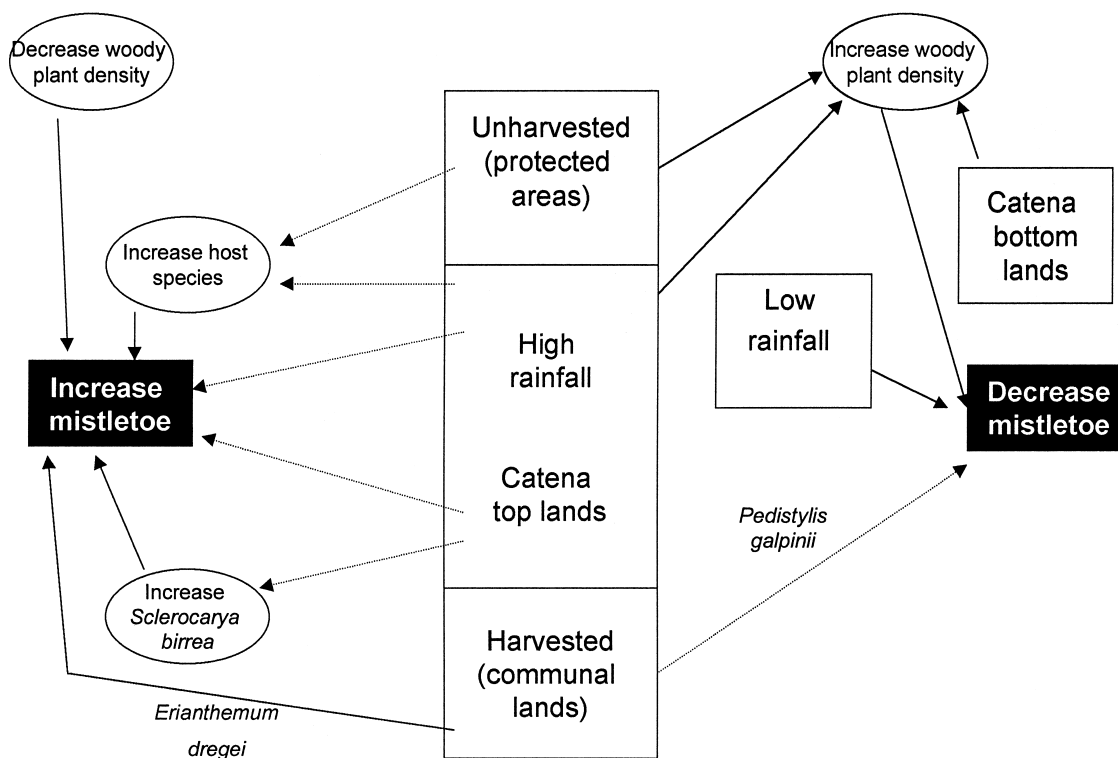 Decrease woody
plant density
Increase host
species
Increase
mistletoe
Increase
Sclerocarya
birrea
Erianthemum
dregei
Unharvested
(protected
areas)
High
rainfall
Catena
top lands
Harvested
(communal
lands)
Increase woody
plant density
Catena
bottom
lands
Low
rainfall
Decrease
mistletoe
Pedistylis
galpinii